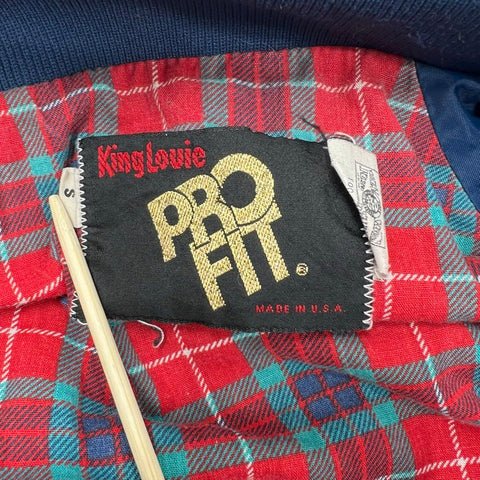 King Louie
PRO
FIT®
MADE IN U.S.A.
S